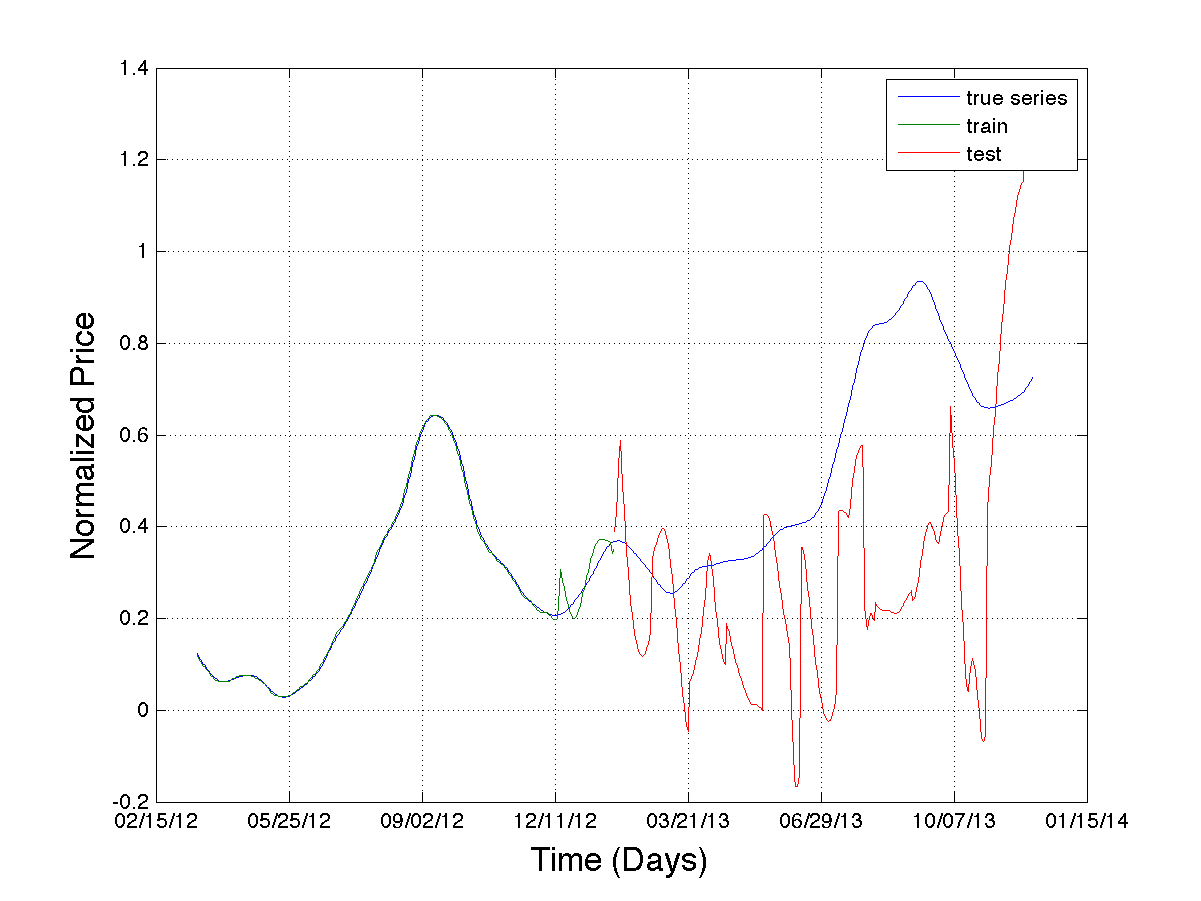 1.4
1.2
1
0.8
0.6
0.4
0.2
0
-0.2
Normalized Price
true series
train
test
02/15/12 05/25/12 09/02/12 12/11/12 03/21/13 06/29/13 10/07/13 01/15/14
Time (Days)